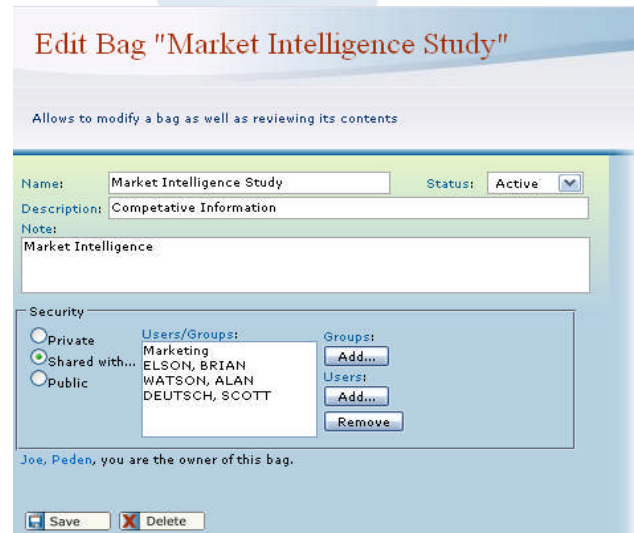 Edit Bag "Market Intelligence Study"
Allows to modify a bag as well as reviewing its contents
Name: Market Intelligence Study Status: Active
Description: Competative Information
Note:
Market Intelligence
Security
Private
Shared with...
Public
Users/Groups:
Marketing
ELSON, BRIAN
WATSON, ALAN
DEUTSCH, SCOTT
Groups:
Add...
Users:
Add...
Remove
Joe, Peden, you are the owner of this bag.
Save Delete